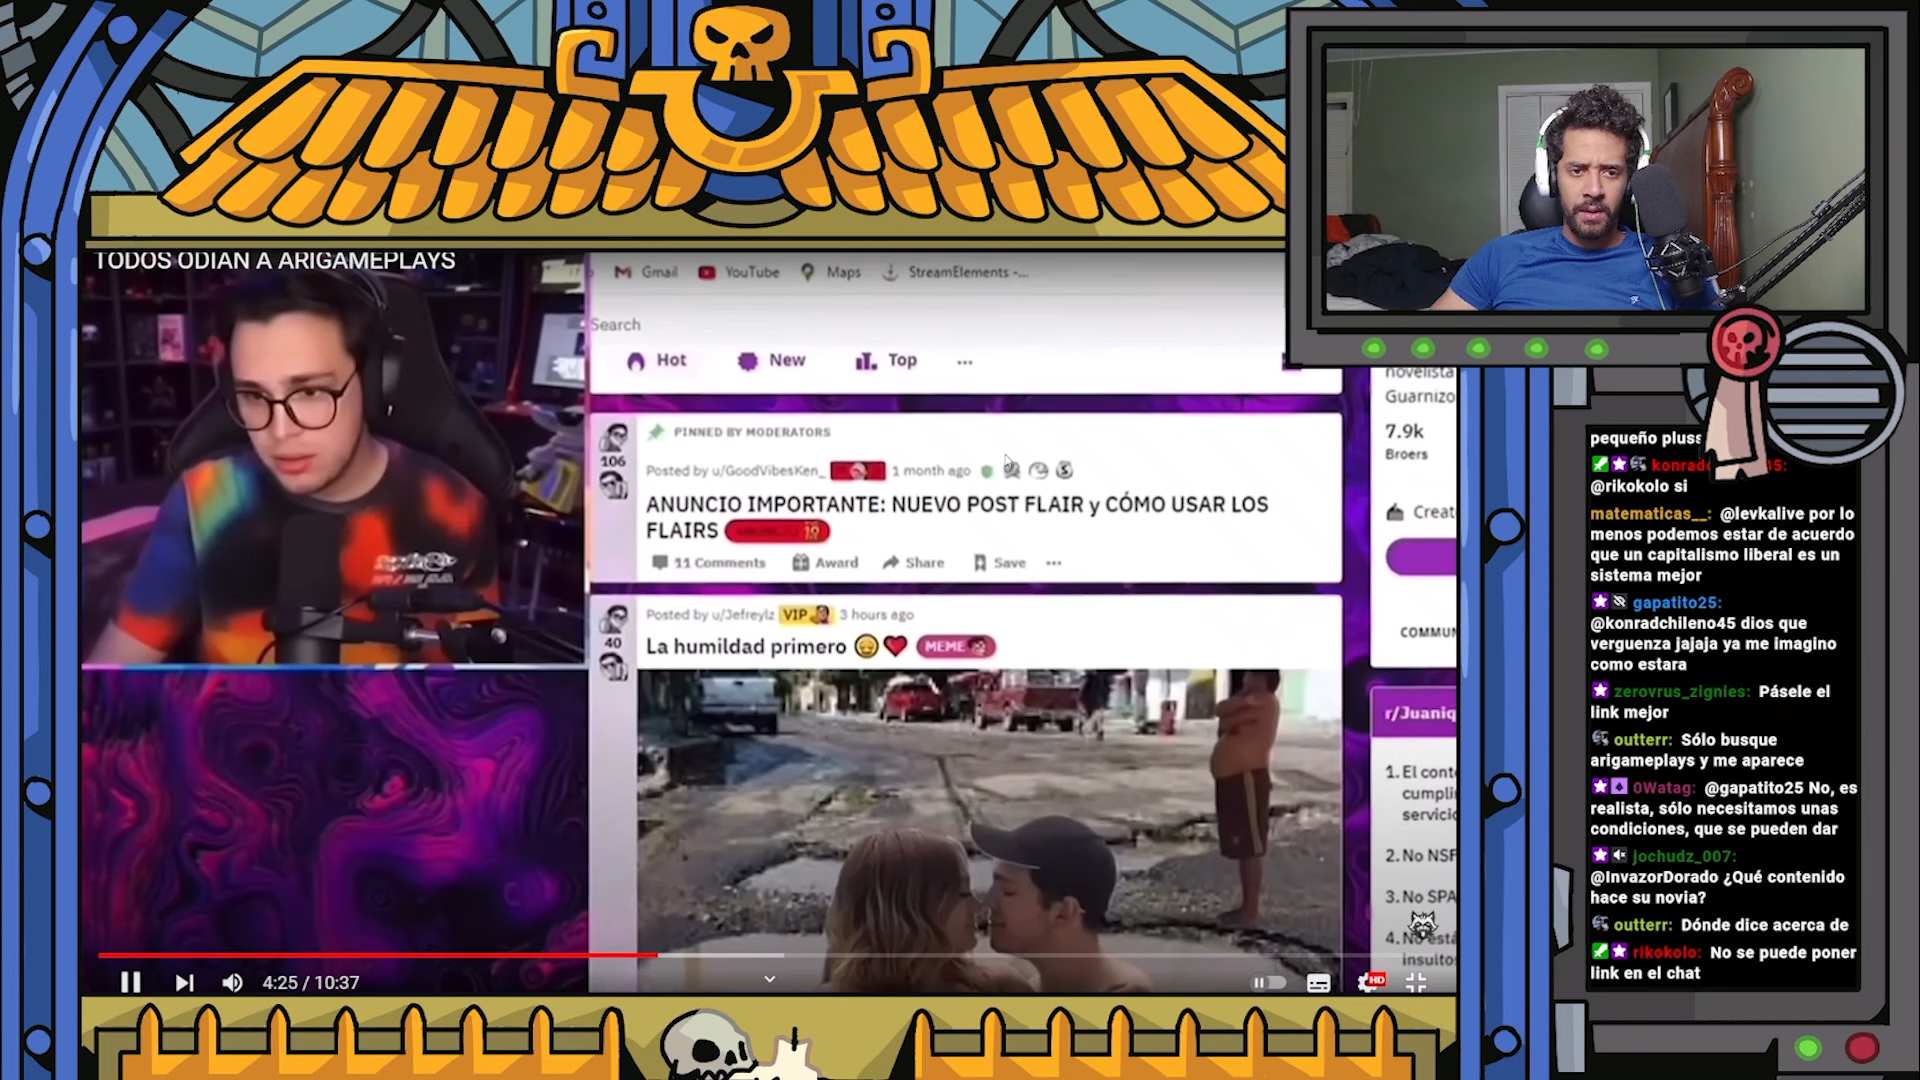 TODOS ODIAN A ARIGAMEPLAYS
Gmail
YouTube
Maps
StreamElements -...
Search
Hot
New
Top
...
PINNED BY MODERATORS
106
Posted by u/GoodVibesKen_
1 month ago
ANUNCIO IMPORTANTE: NUEVO POST FLAIR y CÓMO USAR LOS
FLAIRS
11 Comments
Award
Share
Save
...
Posted by u/Jefreylz
VIP
3 hours ago
40
La humildad primero
MEME
4:25 / 10:37
HD
novelista
Guarnizo
7.9k
Broers
Creat
COMMUN
r/Juaniq
1. El cont
cumplir
servicio
2. No NSF
3. No SPA
4. No está
insultos
pequeño pluss
@rikokolo si
matematicas__: @levkalive por lo
menos podemos estar de acuerdo
que un capitalismo liberal es un
sistema mejor
gapatito25:
@konradchileno45 dios que
verguenza jajaja ya me imagino
como estara
zerovrus_zignies: Pásele el
link mejor
outterr: Sólo busque
arigameplays y me aparece
0Watag: @gapatito25 No, es
realista, sólo necesitamos unas
condiciones, que se pueden dar
jochudz_007:
@InvazorDorado ¿Qué contenido
hace su novia?
outterr: Dónde dice acerca de
rikokolo: No se puede poner
link en el chat